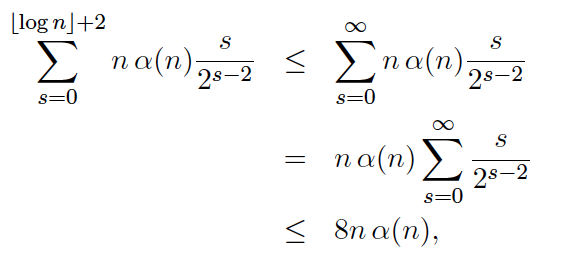 \sum_{s=0}^{\lfloor \log n \rfloor + 2} n\,\alpha(n) \frac{s}{2^{s-2}} \leq \sum_{s=0}^{\infty} n\,\alpha(n) \frac{s}{2^{s-2}}
= n\,\alpha(n) \sum_{s=0}^{\infty} \frac{s}{2^{s-2}}
\leq 8n\,\alpha(n),